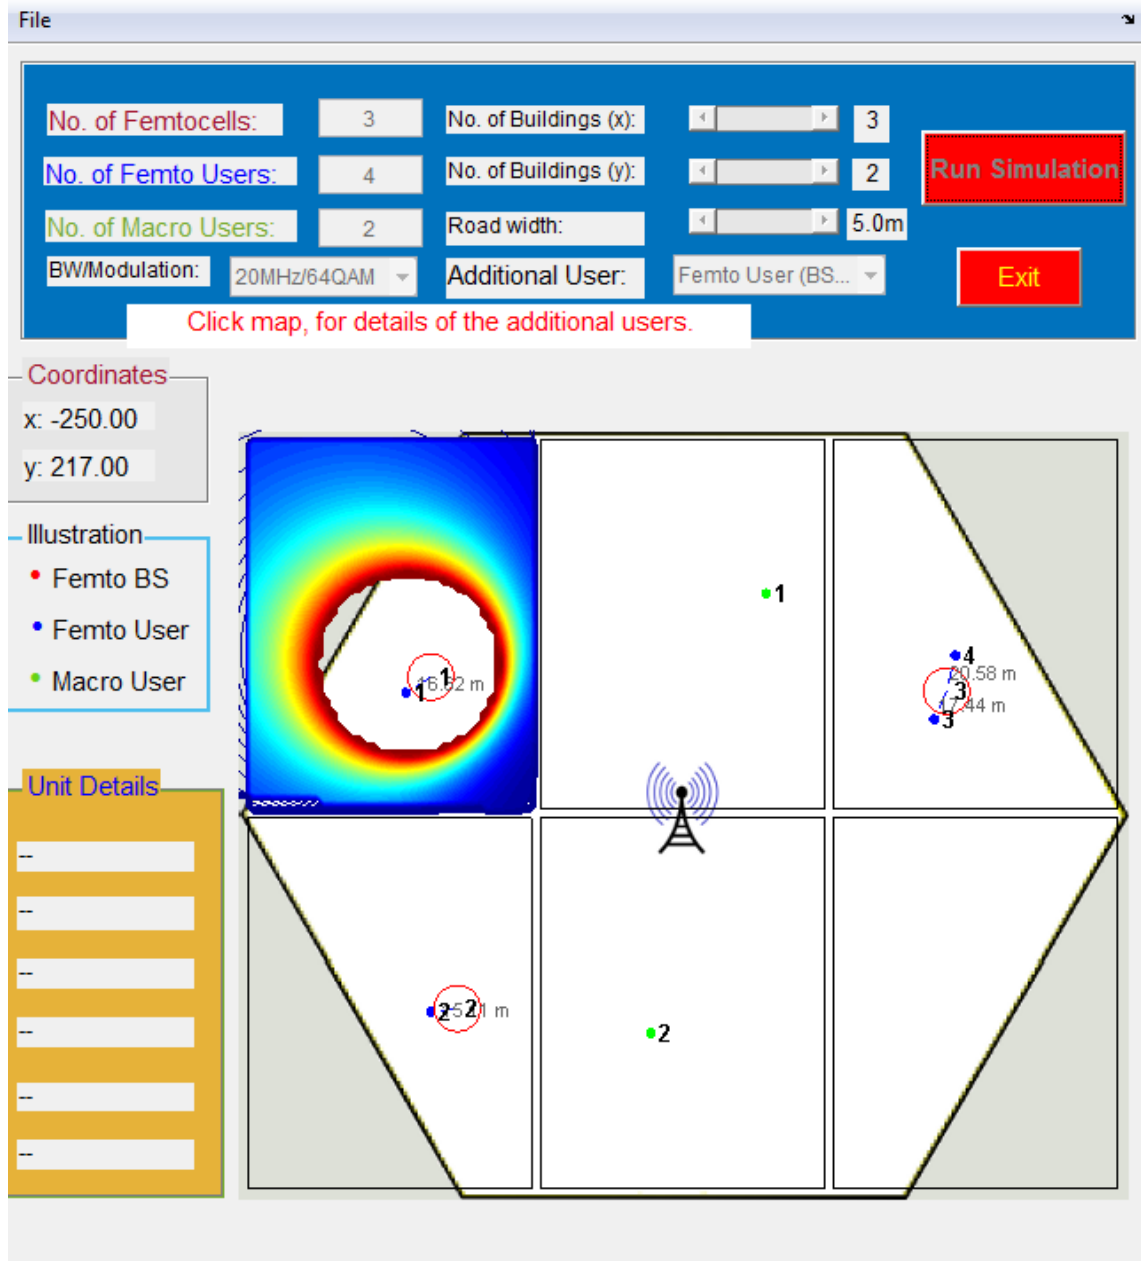 File
No. of Femtocells: 3 No. of Buildings (x): 3
No. of Femto Users: 4 No. of Buildings (y): 2 Run Simulation
No. of Macro Users: 2 Road width: 5.0m
BW/Modulation: 20MHz/64QAM Additional User: Femto User (BS... Exit
Click map, for details of the additional users.
Coordinates
x: -250.00
y: 217.00
Illustration
Femto BS
Femto User
Macro User
Unit Details
--
--
--
--
--
--
1
4
20.58 m
3
17.44 m
3
1
m
1
2
2
m
2